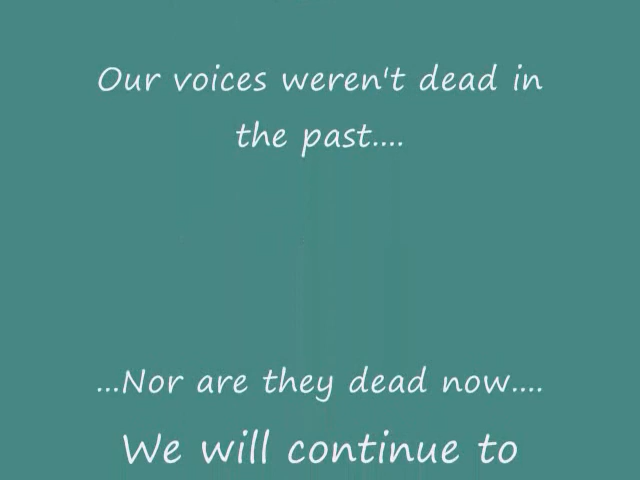 Our voices weren't dead in
the past....
...Nor are they dead now....
We will continue to